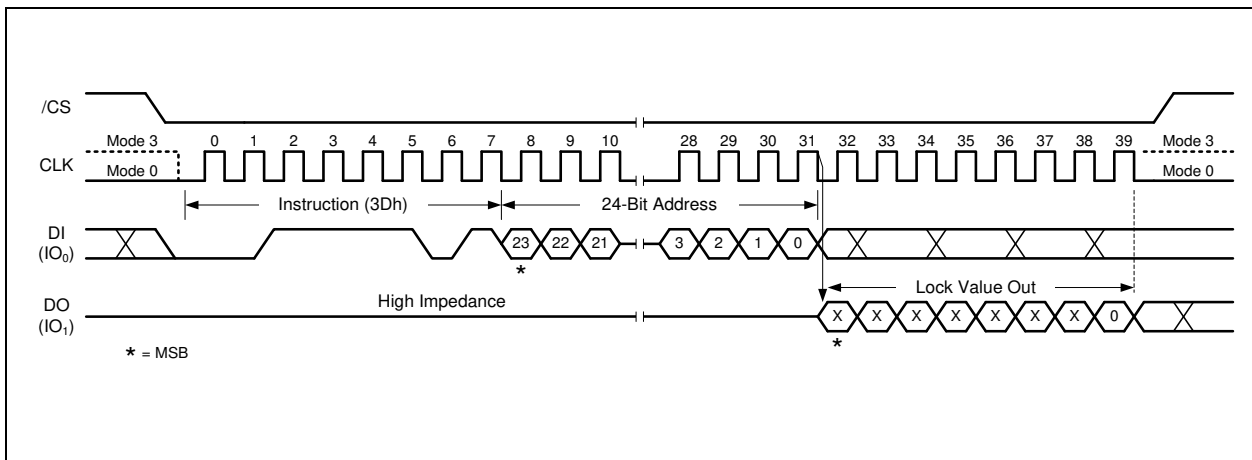 /CS
Mode 3 0 1 2 3 4 5 6 7 8 9 10 28 29 30 31 32 33 34 35 36 37 38 39 Mode 3
CLK
Mode 0 Mode 0
Instruction (3Dh) 24-Bit Address
DI
(IO₀)
23 22 21 3 2 1 0
*
High Impedance Lock Value Out
DO
(IO₁)
X X X X X X X 0
*
* = MSB